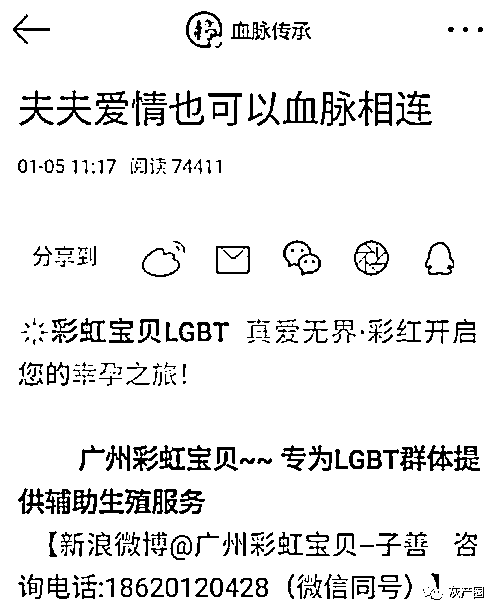 血脉传承
夫夫爱情也可以血脉相连
01-05 11:17 阅读 74411
分享到
彩虹宝贝LGBT 真爱无界·彩红开启
您的幸孕之旅！
广州彩虹宝贝~~ 专为LGBT群体提
供辅助生殖服务
【新浪微博@广州彩虹宝贝–子善 咨
询电话:18620120428（微信同号）】
灰产圈